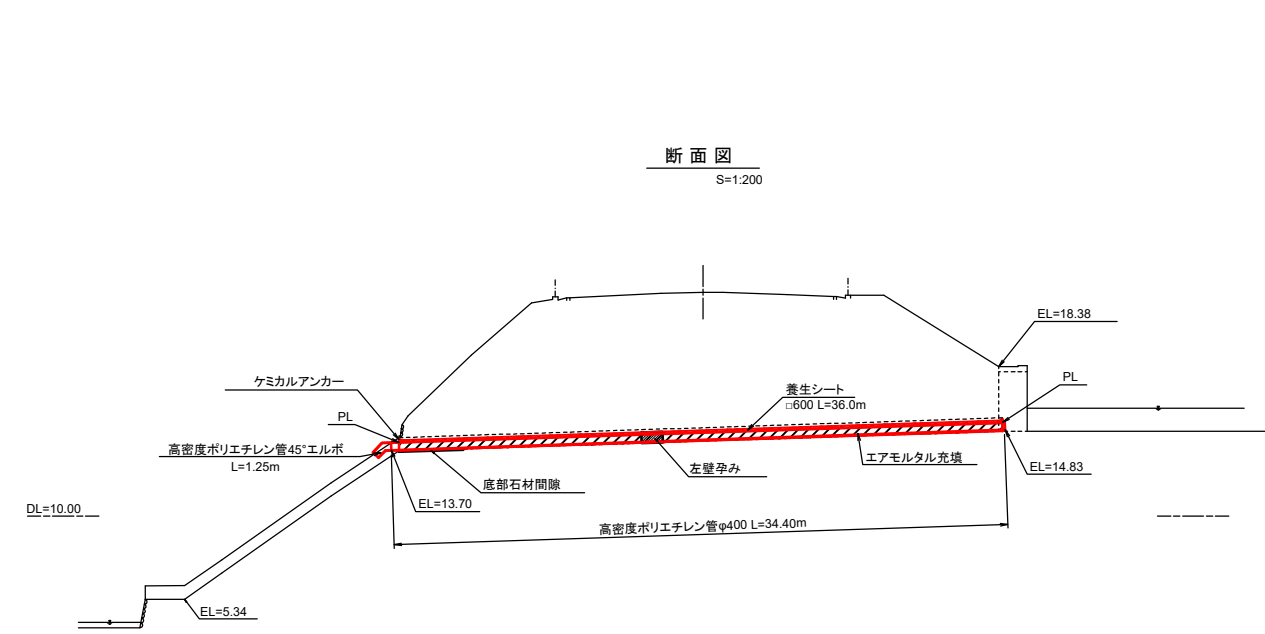 断面図
S=1:200
EL=18.38
ケミカルアンカー
PL
養生シート
□600 L=36.0m
PL
高密度ポリエチレン管45°エルボ
L=1.25m
エアモルタル充填
左壁孕み
EL=14.83
底部石材間隙
EL=13.70
DL=10.00
高密度ポリエチレン管φ400 L=34.40m
EL=5.34